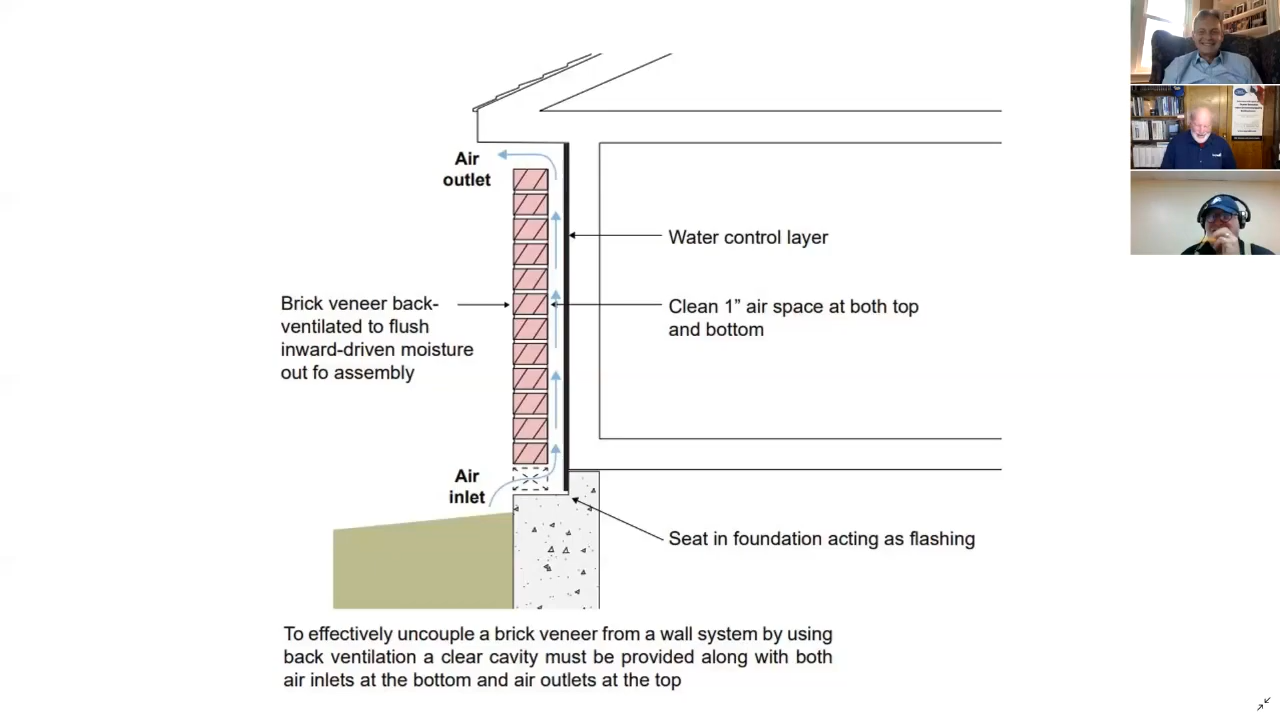 Air
outlet
Water control layer
Brick veneer back-
ventilated to flush
inward-driven moisture
out fo assembly
Clean 1” air space at both top
and bottom
Air
inlet
Seat in foundation acting as flashing
To effectively uncouple a brick veneer from a wall system by using
back ventilation a clear cavity must be provided along with both
air inlets at the bottom and air outlets at the top